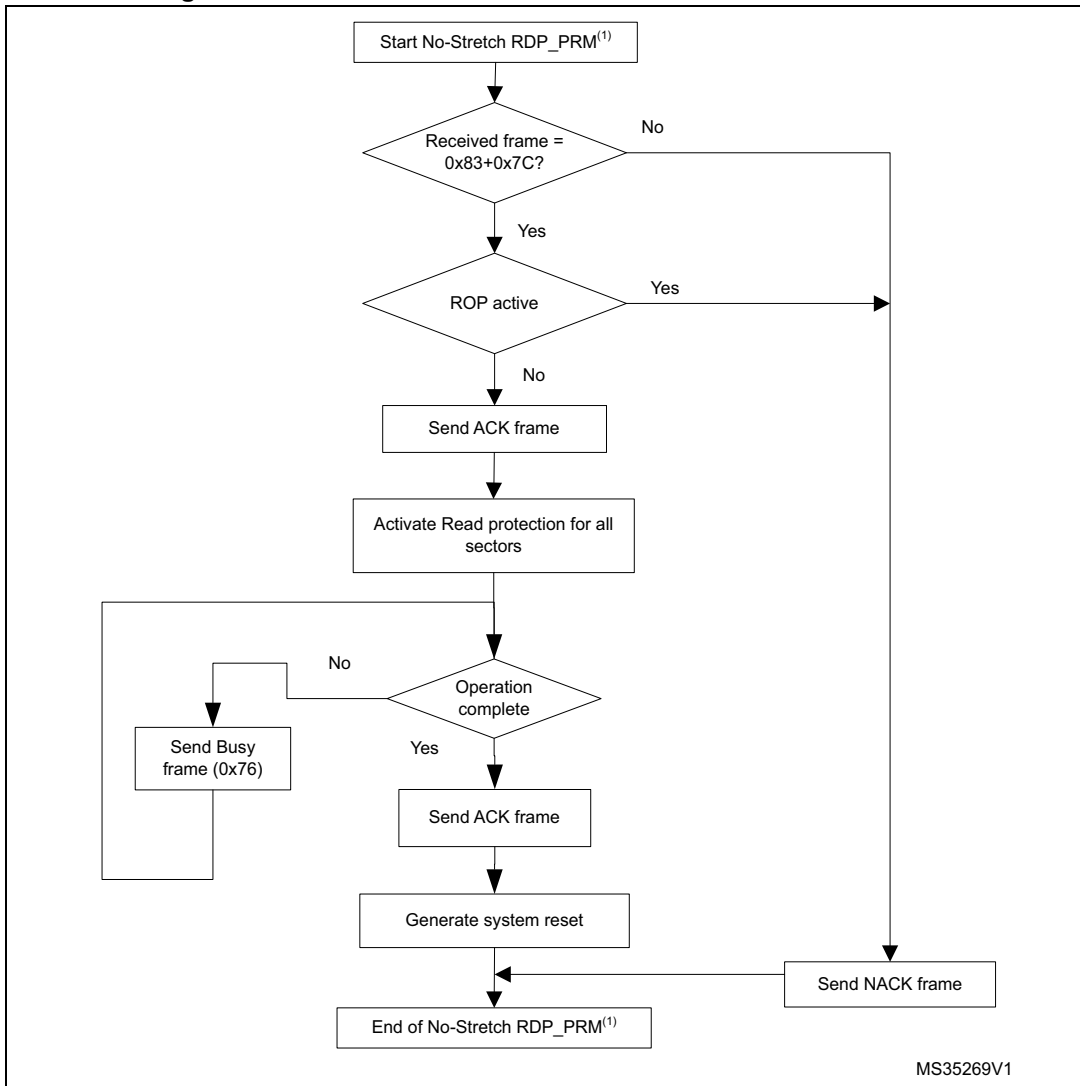 Start No-Stretch RDP_PRM(1)
No
Received frame =
0x83+0x7C?
Yes
Yes
ROP active
No
Send ACK frame
Activate Read protection for all
sectors
No
Operation
complete
Send Busy
frame (0x76)
Yes
Send ACK frame
Generate system reset
Send NACK frame
End of No-Stretch RDP_PRM(1)
MS35269V1